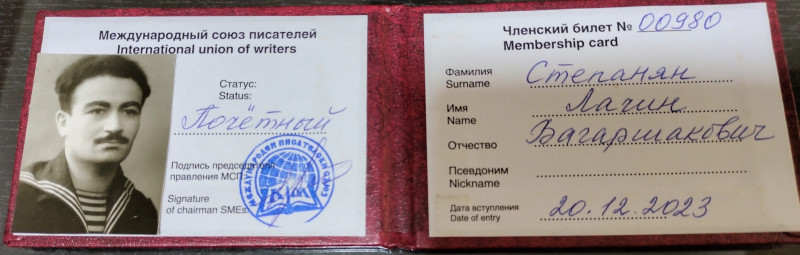 Международный союз писателей
International union of writers
Статус:
Status:
Почётный
Подпись председателя
правления МСП
Signature
of chairman SMEs:
Членский билет № 00980
Membership card
Фамилия
Surname
Степанян
Имя
Name
Лачин
Отчество
Вагаршакович
Псевдоним
Nickname
Дата вступления
Date of entry
20.12.2023